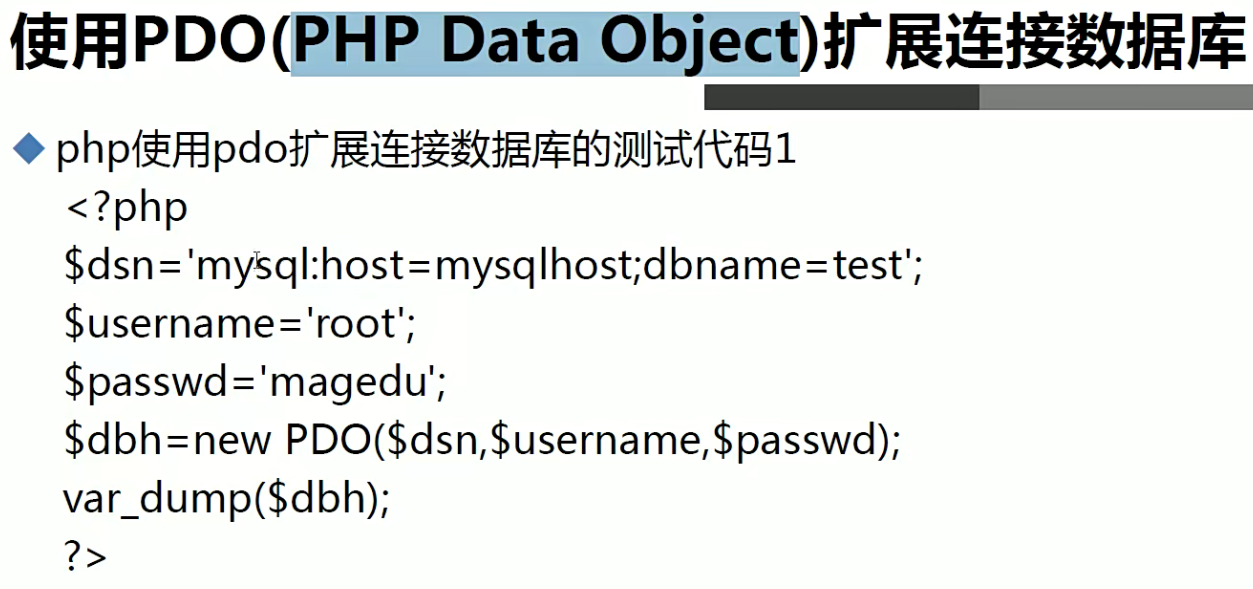 使用PDO(PHP Data Object)扩展连接数据库
php使用pdo扩展连接数据库的测试代码1
<?php
$dsn='mysql:host=mysqlhost;dbname=test';
$username='root';
$passwd='magedu';
$dbh=new PDO($dsn,$username,$passwd);
var_dump($dbh);
?>